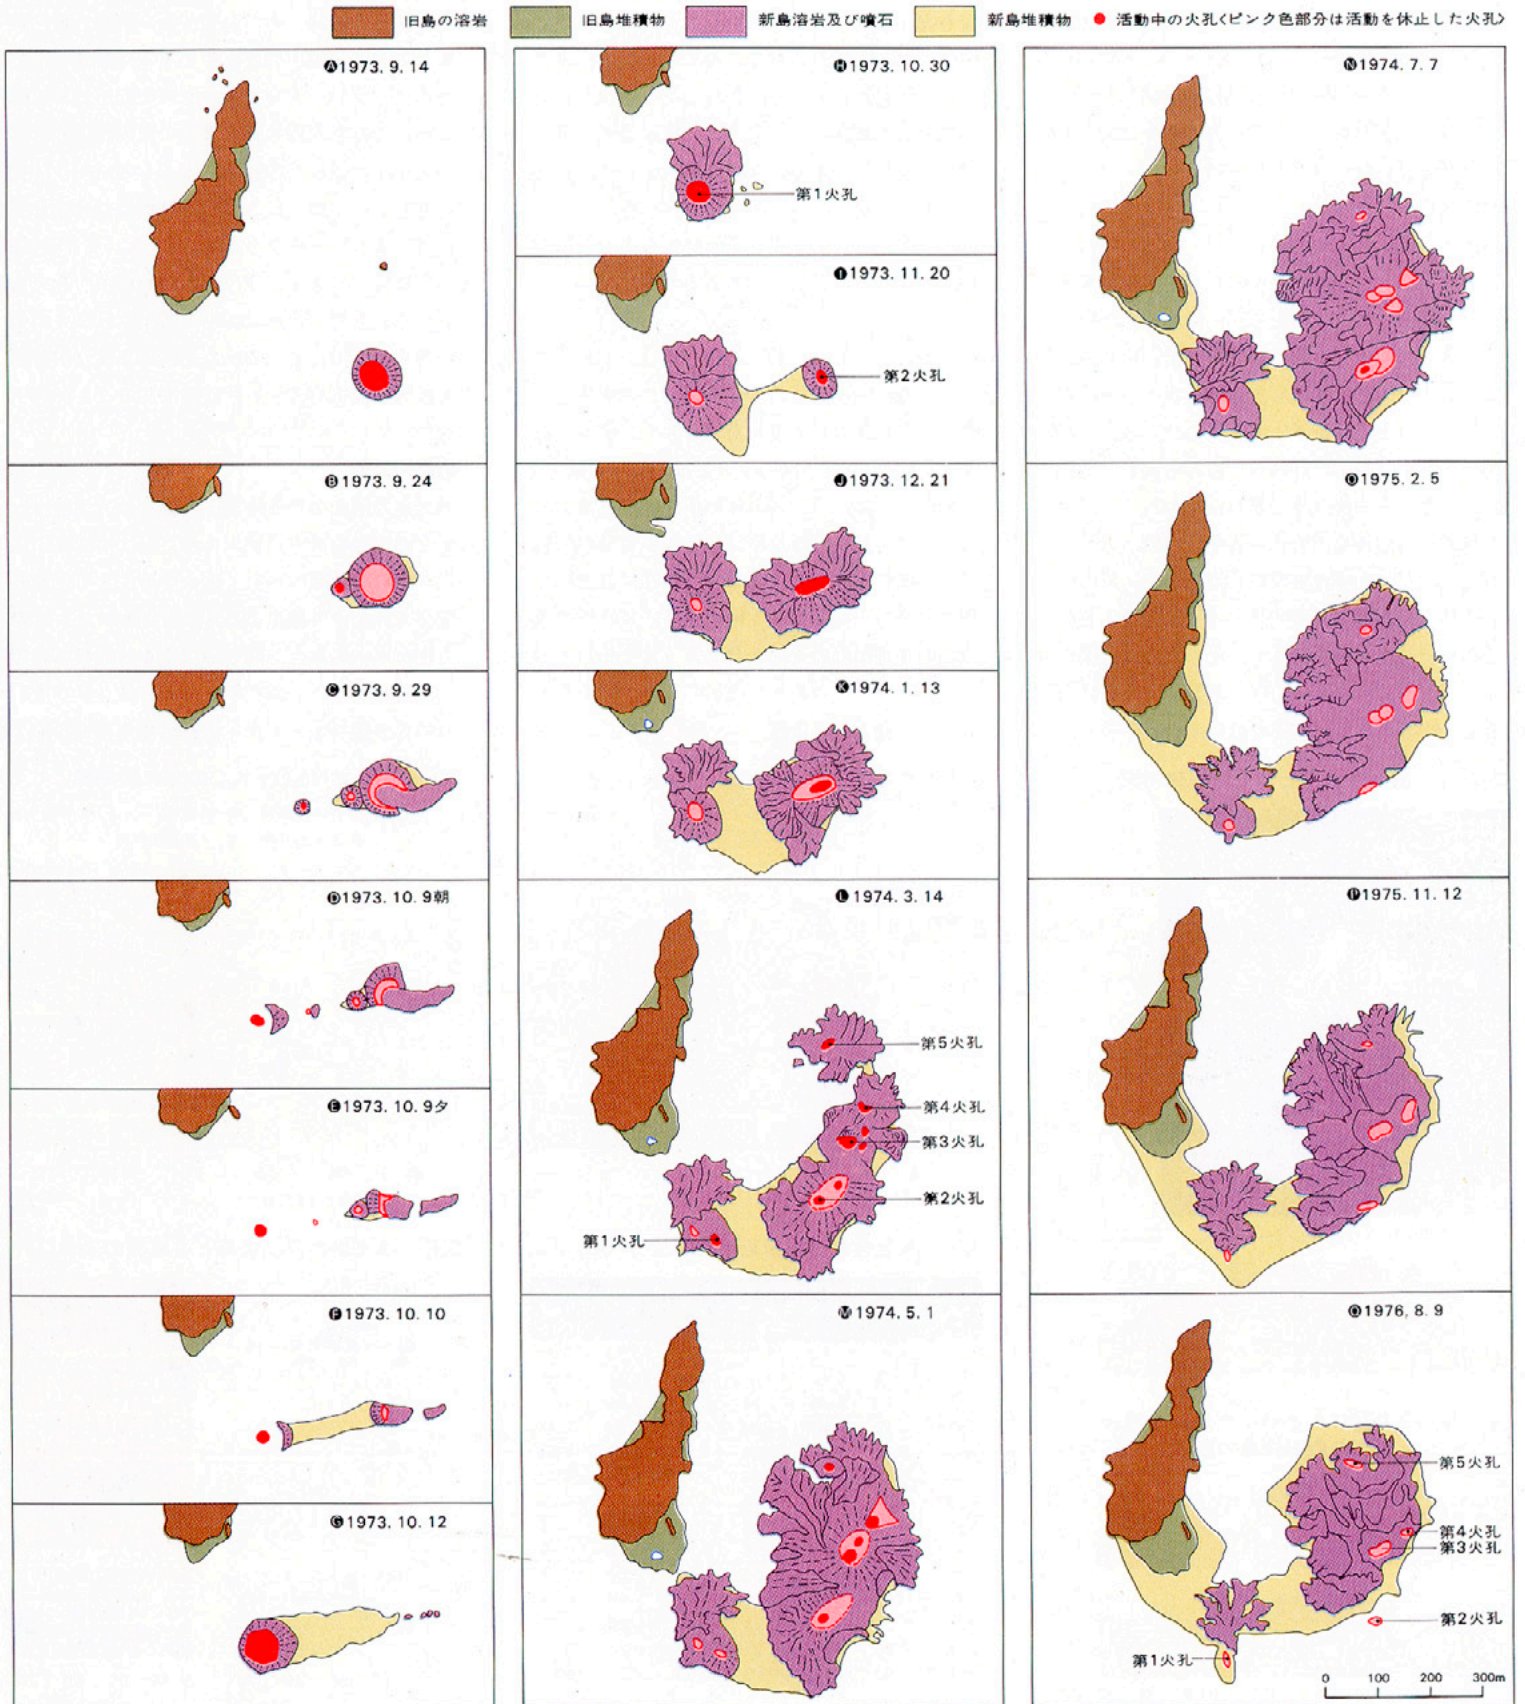 旧島の溶岩 旧島堆積物 新島溶岩及び噴石 新島堆積物 ● 活動中の火孔<ピンク色部分は活動を休止した火孔>
Ⓐ1973. 9. 14
Ⓑ1973. 9. 24
Ⓒ1973. 9. 29
Ⓓ1973. 10. 9朝
Ⓔ1973. 10. 9夕
Ⓕ1973. 10. 10
Ⓖ1973. 10. 12
Ⓗ1973. 10. 30
第1火孔
Ⓘ1973. 11. 20
第2火孔
Ⓙ1973. 12. 21
Ⓚ1974. 1. 13
Ⓛ1974. 3. 14
第5火孔
第4火孔
第3火孔
第2火孔
第1火孔
Ⓜ1974. 5. 1
Ⓝ1974. 7. 7
Ⓞ1975. 2. 5
Ⓟ1975. 11. 12
Ⓠ1976. 8. 9
第5火孔
第4火孔
第3火孔
第2火孔
第1火孔
0 100 200 300m